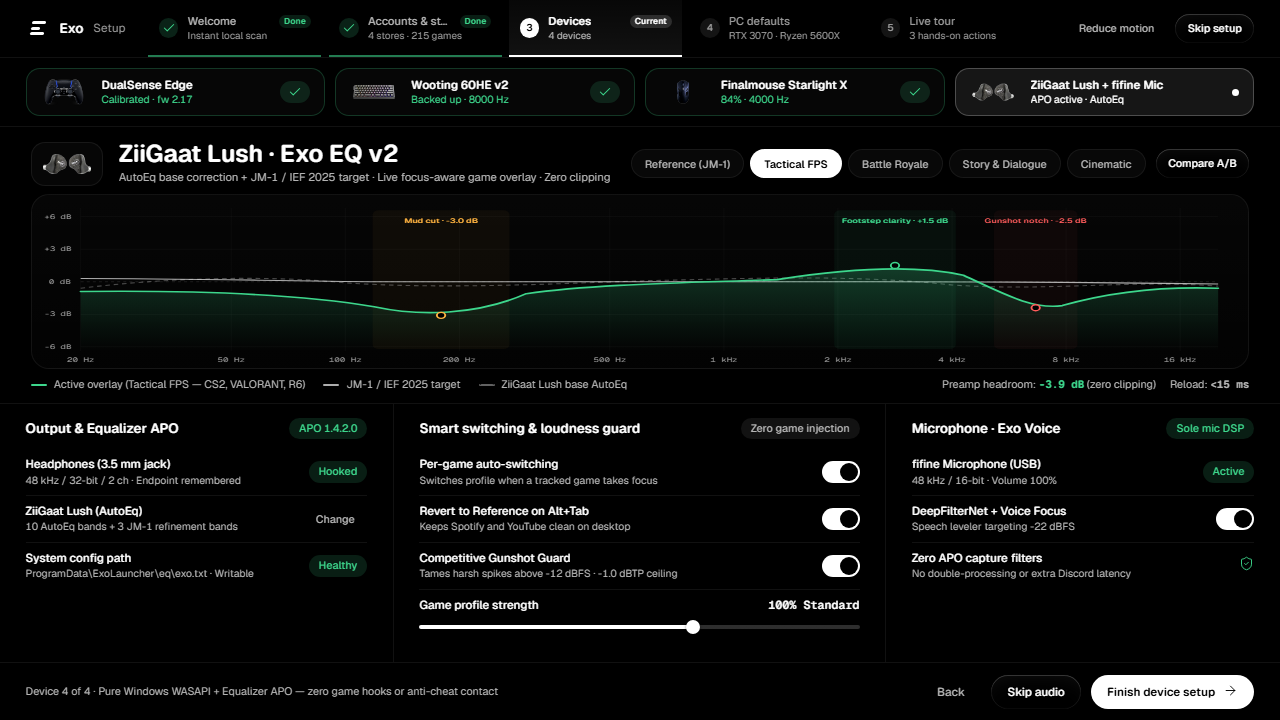 Exo Setup
Welcome Done
Instant local scan
Accounts & st... Done
4 stores · 215 games
3 Devices Current
4 devices
4 PC defaults
RTX 3070 · Ryzen 5600X
5 Live tour
3 hands-on actions
Reduce motion
Skip setup
DualSense Edge
Calibrated · fw 2.17
Wooting 60HE v2
Backed up · 8000 Hz
Finalmouse Starlight X
84% · 4000 Hz
ZiiGaat Lush + fifine Mic
APO active · AutoEq
ZiiGaat Lush · Exo EQ v2
AutoEq base correction + JM-1 / IEF 2025 target · Live focus-aware game overlay · Zero clipping
Reference (JM-1)
Tactical FPS
Battle Royale
Story & Dialogue
Cinematic
Compare A/B
+6 dB
+3 dB
0 dB
-3 dB
-6 dB
Mud cut · -3.0 dB
Footstep clarity · +1.5 dB
Gunshot notch · -2.5 dB
20 Hz
50 Hz
100 Hz
200 Hz
500 Hz
1 kHz
2 kHz
4 kHz
8 kHz
16 kHz
Active overlay (Tactical FPS — CS2, VALORANT, R6)
JM-1 / IEF 2025 target
ZiiGaat Lush base AutoEq
Preamp headroom: -3.9 dB (zero clipping)
Reload: <15 ms
Output & Equalizer APO
APO 1.4.2.0
Headphones (3.5 mm jack)
48 kHz / 32-bit / 2 ch · Endpoint remembered
Hooked
ZiiGaat Lush (AutoEq)
10 AutoEq bands + 3 JM-1 refinement bands
Change
System config path
ProgramData\ExoLauncher\eq\exo.txt · Writable
Healthy
Smart switching & loudness guard
Zero game injection
Per-game auto-switching
Switches profile when a tracked game takes focus
Revert to Reference on Alt+Tab
Keeps Spotify and YouTube clean on desktop
Competitive Gunshot Guard
Tames harsh spikes above -12 dBFS · -1.0 dBTP ceiling
Game profile strength
100% Standard
Microphone · Exo Voice
Sole mic DSP
fifine Microphone (USB)
48 kHz / 16-bit · Volume 100%
Active
DeepFilterNet + Voice Focus
Speech leveler targeting -22 dBFS
Zero APO capture filters
No double-processing or extra Discord latency
Device 4 of 4 · Pure Windows WASAPI + Equalizer APO — zero game hooks or anti-cheat contact
Back
Skip audio
Finish device setup